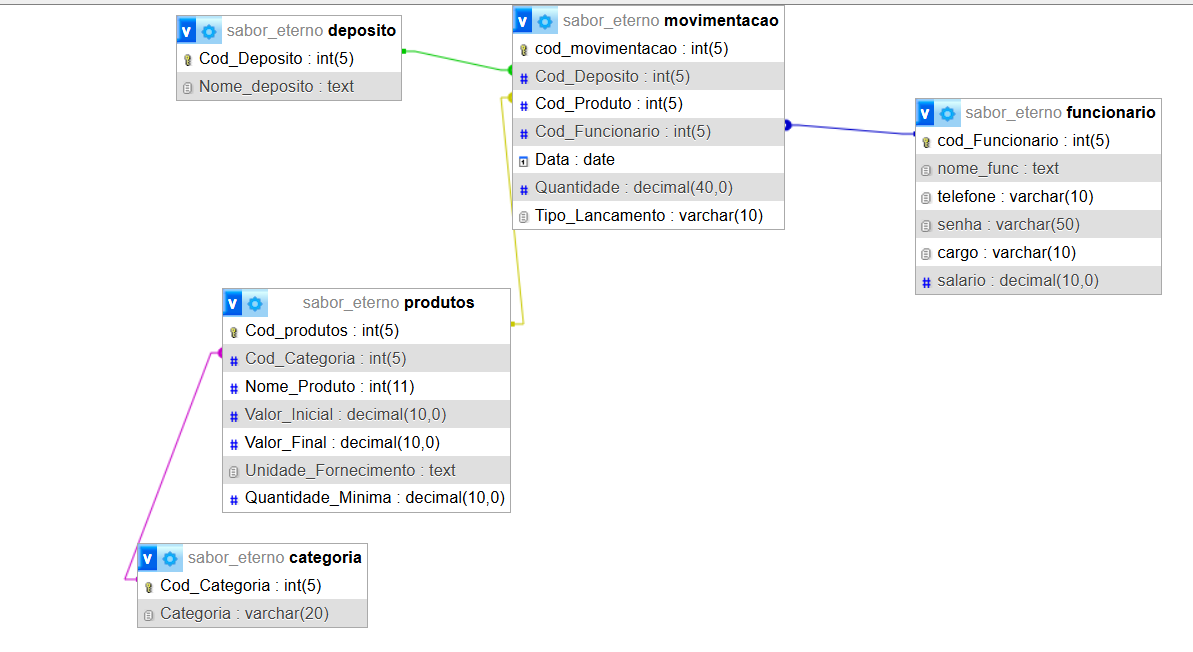 sabor_eterno deposito
Cod_Deposito : int(5)
Nome_deposito : text
sabor_eterno movimentacao
cod_movimentacao : int(5)
Cod_Deposito : int(5)
Cod_Produto : int(5)
Cod_Funcionario : int(5)
Data : date
Quantidade : decimal(40,0)
Tipo_Lancamento : varchar(10)
sabor_eterno funcionario
cod_Funcionario : int(5)
nome_func : text
telefone : varchar(10)
senha : varchar(50)
cargo : varchar(10)
salario : decimal(10,0)
sabor_eterno produtos
Cod_produtos : int(5)
Cod_Categoria : int(5)
Nome_Produto : int(11)
Valor_Inicial : decimal(10,0)
Valor_Final : decimal(10,0)
Unidade_Fornecimento : text
Quantidade_Minima : decimal(10,0)
sabor_eterno categoria
Cod_Categoria : int(5)
Categoria : varchar(20)